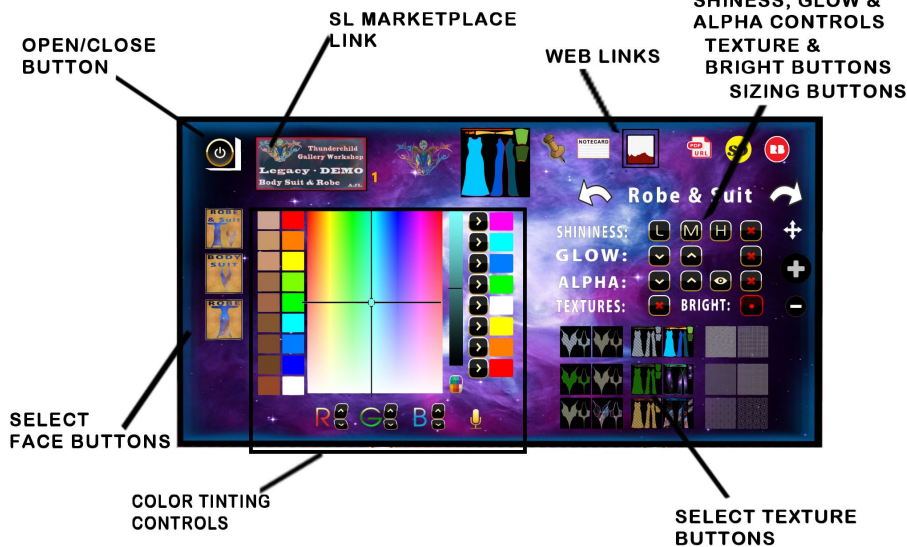 SHINESS, GLOW &
ALPHA CONTROLS
TEXTURE &
BRIGHT BUTTONS
SIZING BUTTONS
SL MARKETPLACE
LINK
OPEN/CLOSE
BUTTON
WEB LINKS
Thunderchild
Gallery Workshop
Legacy · DEMO
Body Suit & Robe A.J.L.
1
NOTECARD
PDF
URL
RB
Robe & Suit
SHININESS: L M H
GLOW:
ALPHA:
TEXTURES: BRIGHT:
ROBE
& Suit
BODY
SUIT
ROBE
R G B
SELECT
FACE BUTTONS
COLOR TINTING
CONTROLS
SELECT TEXTURE
BUTTONS